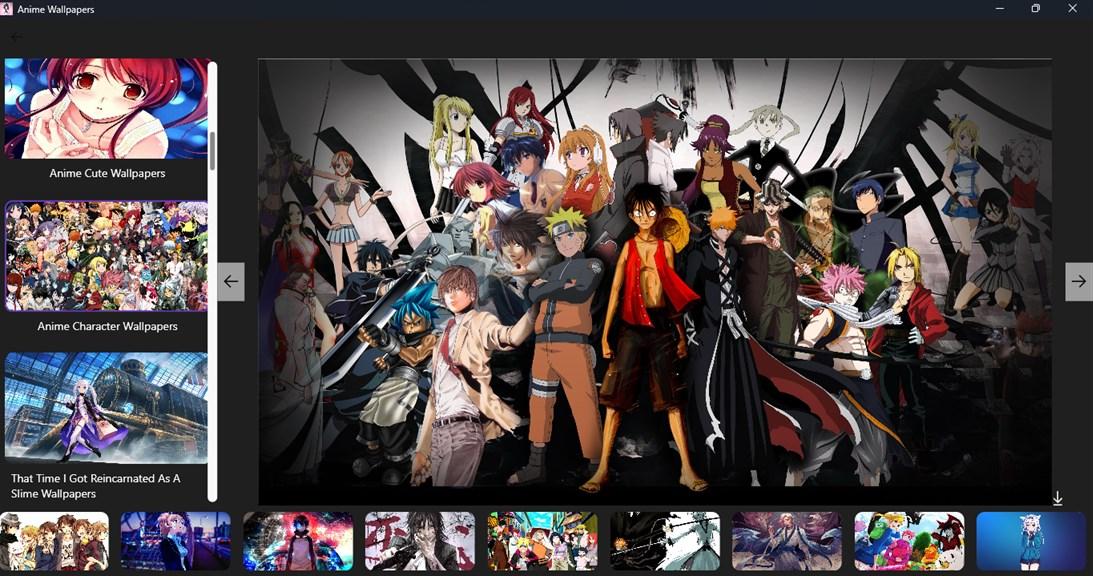 Anime Wallpapers
Anime Cute Wallpapers
Anime Character Wallpapers
That Time I Got Reincarnated As A
Slime Wallpapers